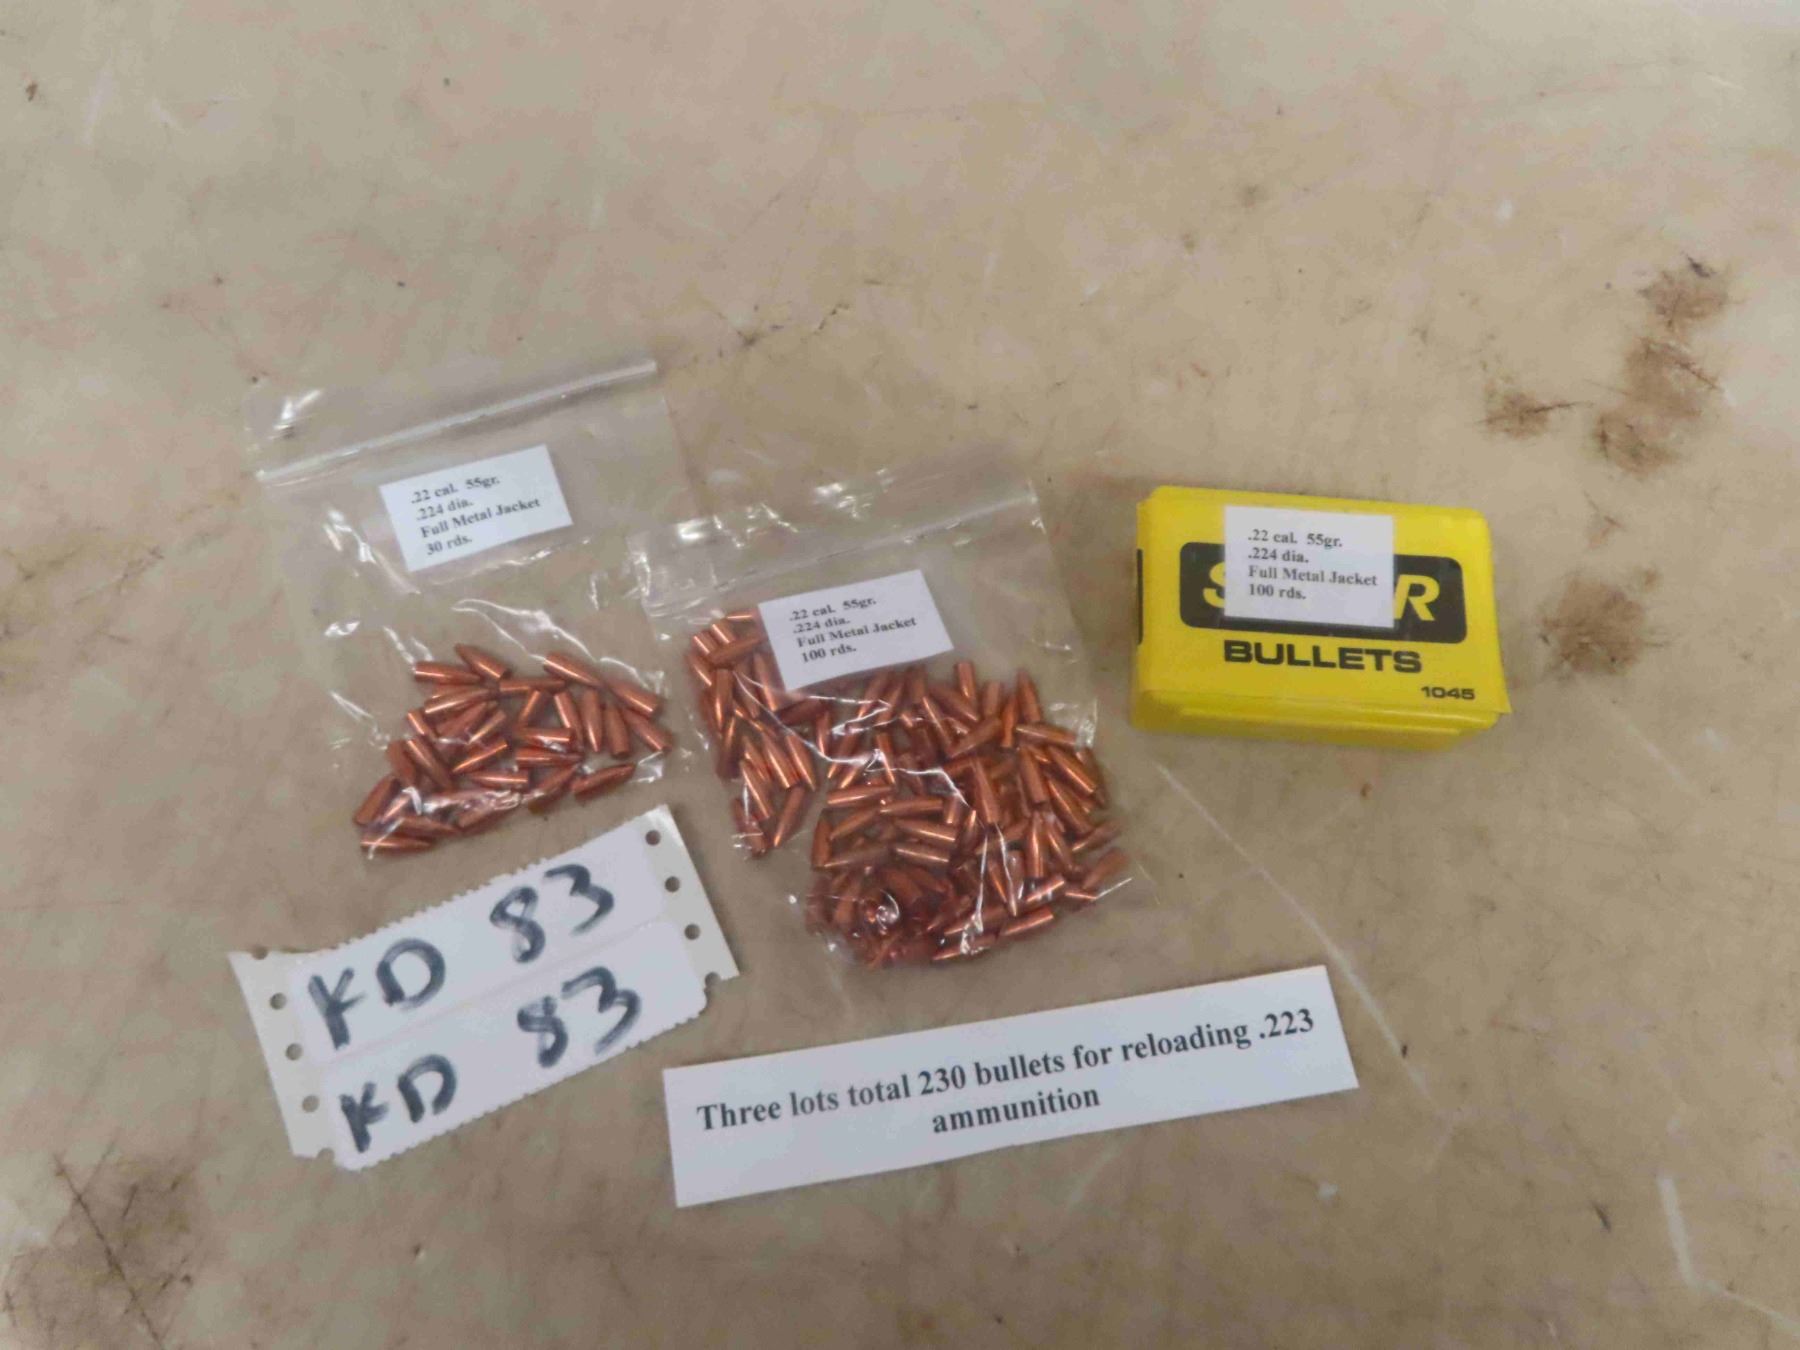 .22 cal. 55gr.
.224 dia.
Full Metal Jacket
30 rds.
.22 cal. 55gr.
.224 dia.
Full Metal Jacket
100 rds.
.22 cal. 55gr.
.224 dia.
Full Metal Jacket
100 rds.
BULLETS
1045
KD 83
KD 83
Three lots total 230 bullets for reloading .223
ammunition